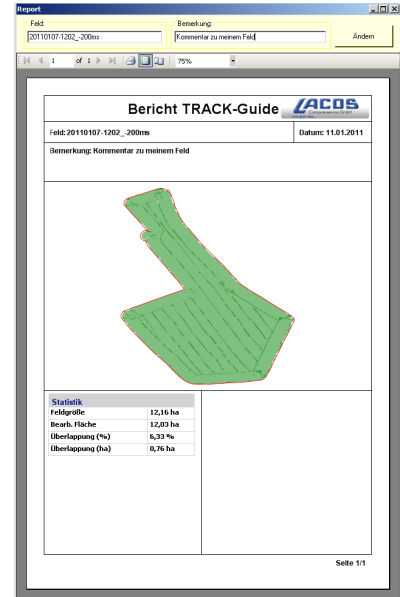 Report
Feld:
Bemerkung:
20110107-1202_-200ms
Kommentar zu meinem Feld
Ändern
1 of 1
75%
Bericht TRACK-Guide
LACOS
Computerservice GmbH
Feld: 20110107-1202_-200ms
Datum: 11.01.2011
Bemerkung: Kommentar zu meinem Feld
Statistik
Feldgröße 12,16 ha
Bearb. Fläche 12,03 ha
Überlappung (%) 6,33 %
Überlappung (ha) 0,76 ha
Seite 1/1